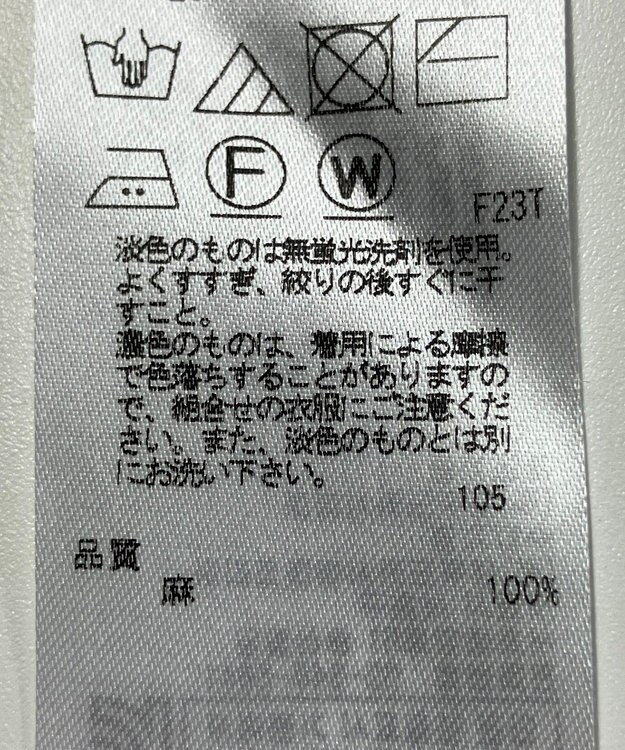 F
W
F23T
淡色のものは無蛍光洗剤を使用。
よくすすぎ、絞りの後すぐに干
すこと。
濃色のものは、着用による摩擦
で色落ちすることがありますの
で、組合せの衣服にご注意くだ
さい。また、淡色のものとは別
にお洗い下さい。
105
品質
麻 100%